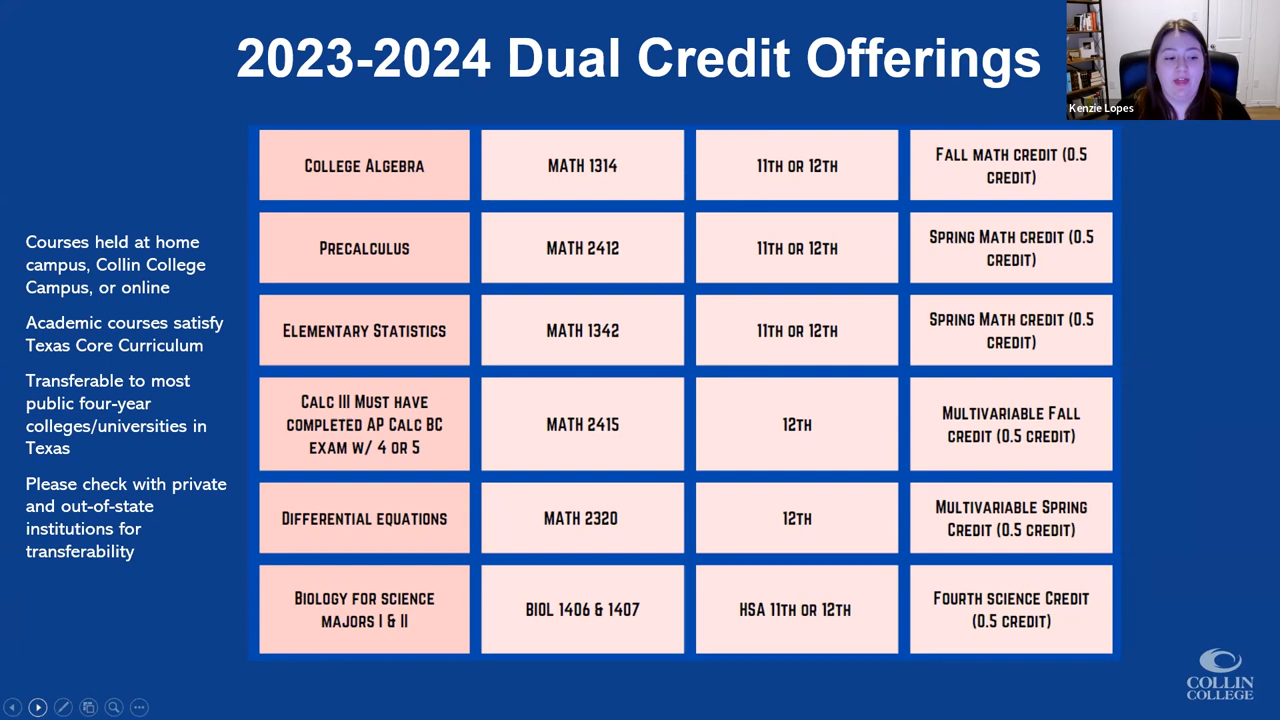 2023-2024 Dual Credit Offerings
Kenzie Lopes
Courses held at home
campus, Collin College
Campus, or online
Academic courses satisfy
Texas Core Curriculum
Transferable to most
public four-year
colleges/universities in
Texas
Please check with private
and out-of-state
institutions for
transferability
College Algebra
MATH 1314
11th or 12th
Fall math credit (0.5
credit)
Precalculus
MATH 2412
11th or 12th
Spring Math credit (0.5
credit)
Elementary Statistics
MATH 1342
11th or 12th
Spring Math credit (0.5
credit)
Calc III Must have
completed AP Calc BC
exam w/ 4 or 5
MATH 2415
12th
Multivariable Fall
credit (0.5 credit)
Differential equations
MATH 2320
12th
Multivariable Spring
Credit (0.5 credit)
Biology for science
majors I & II
BIOL 1406 & 1407
HSA 11th or 12th
Fourth science Credit
(0.5 credit)
COLLIN
COLLEGE